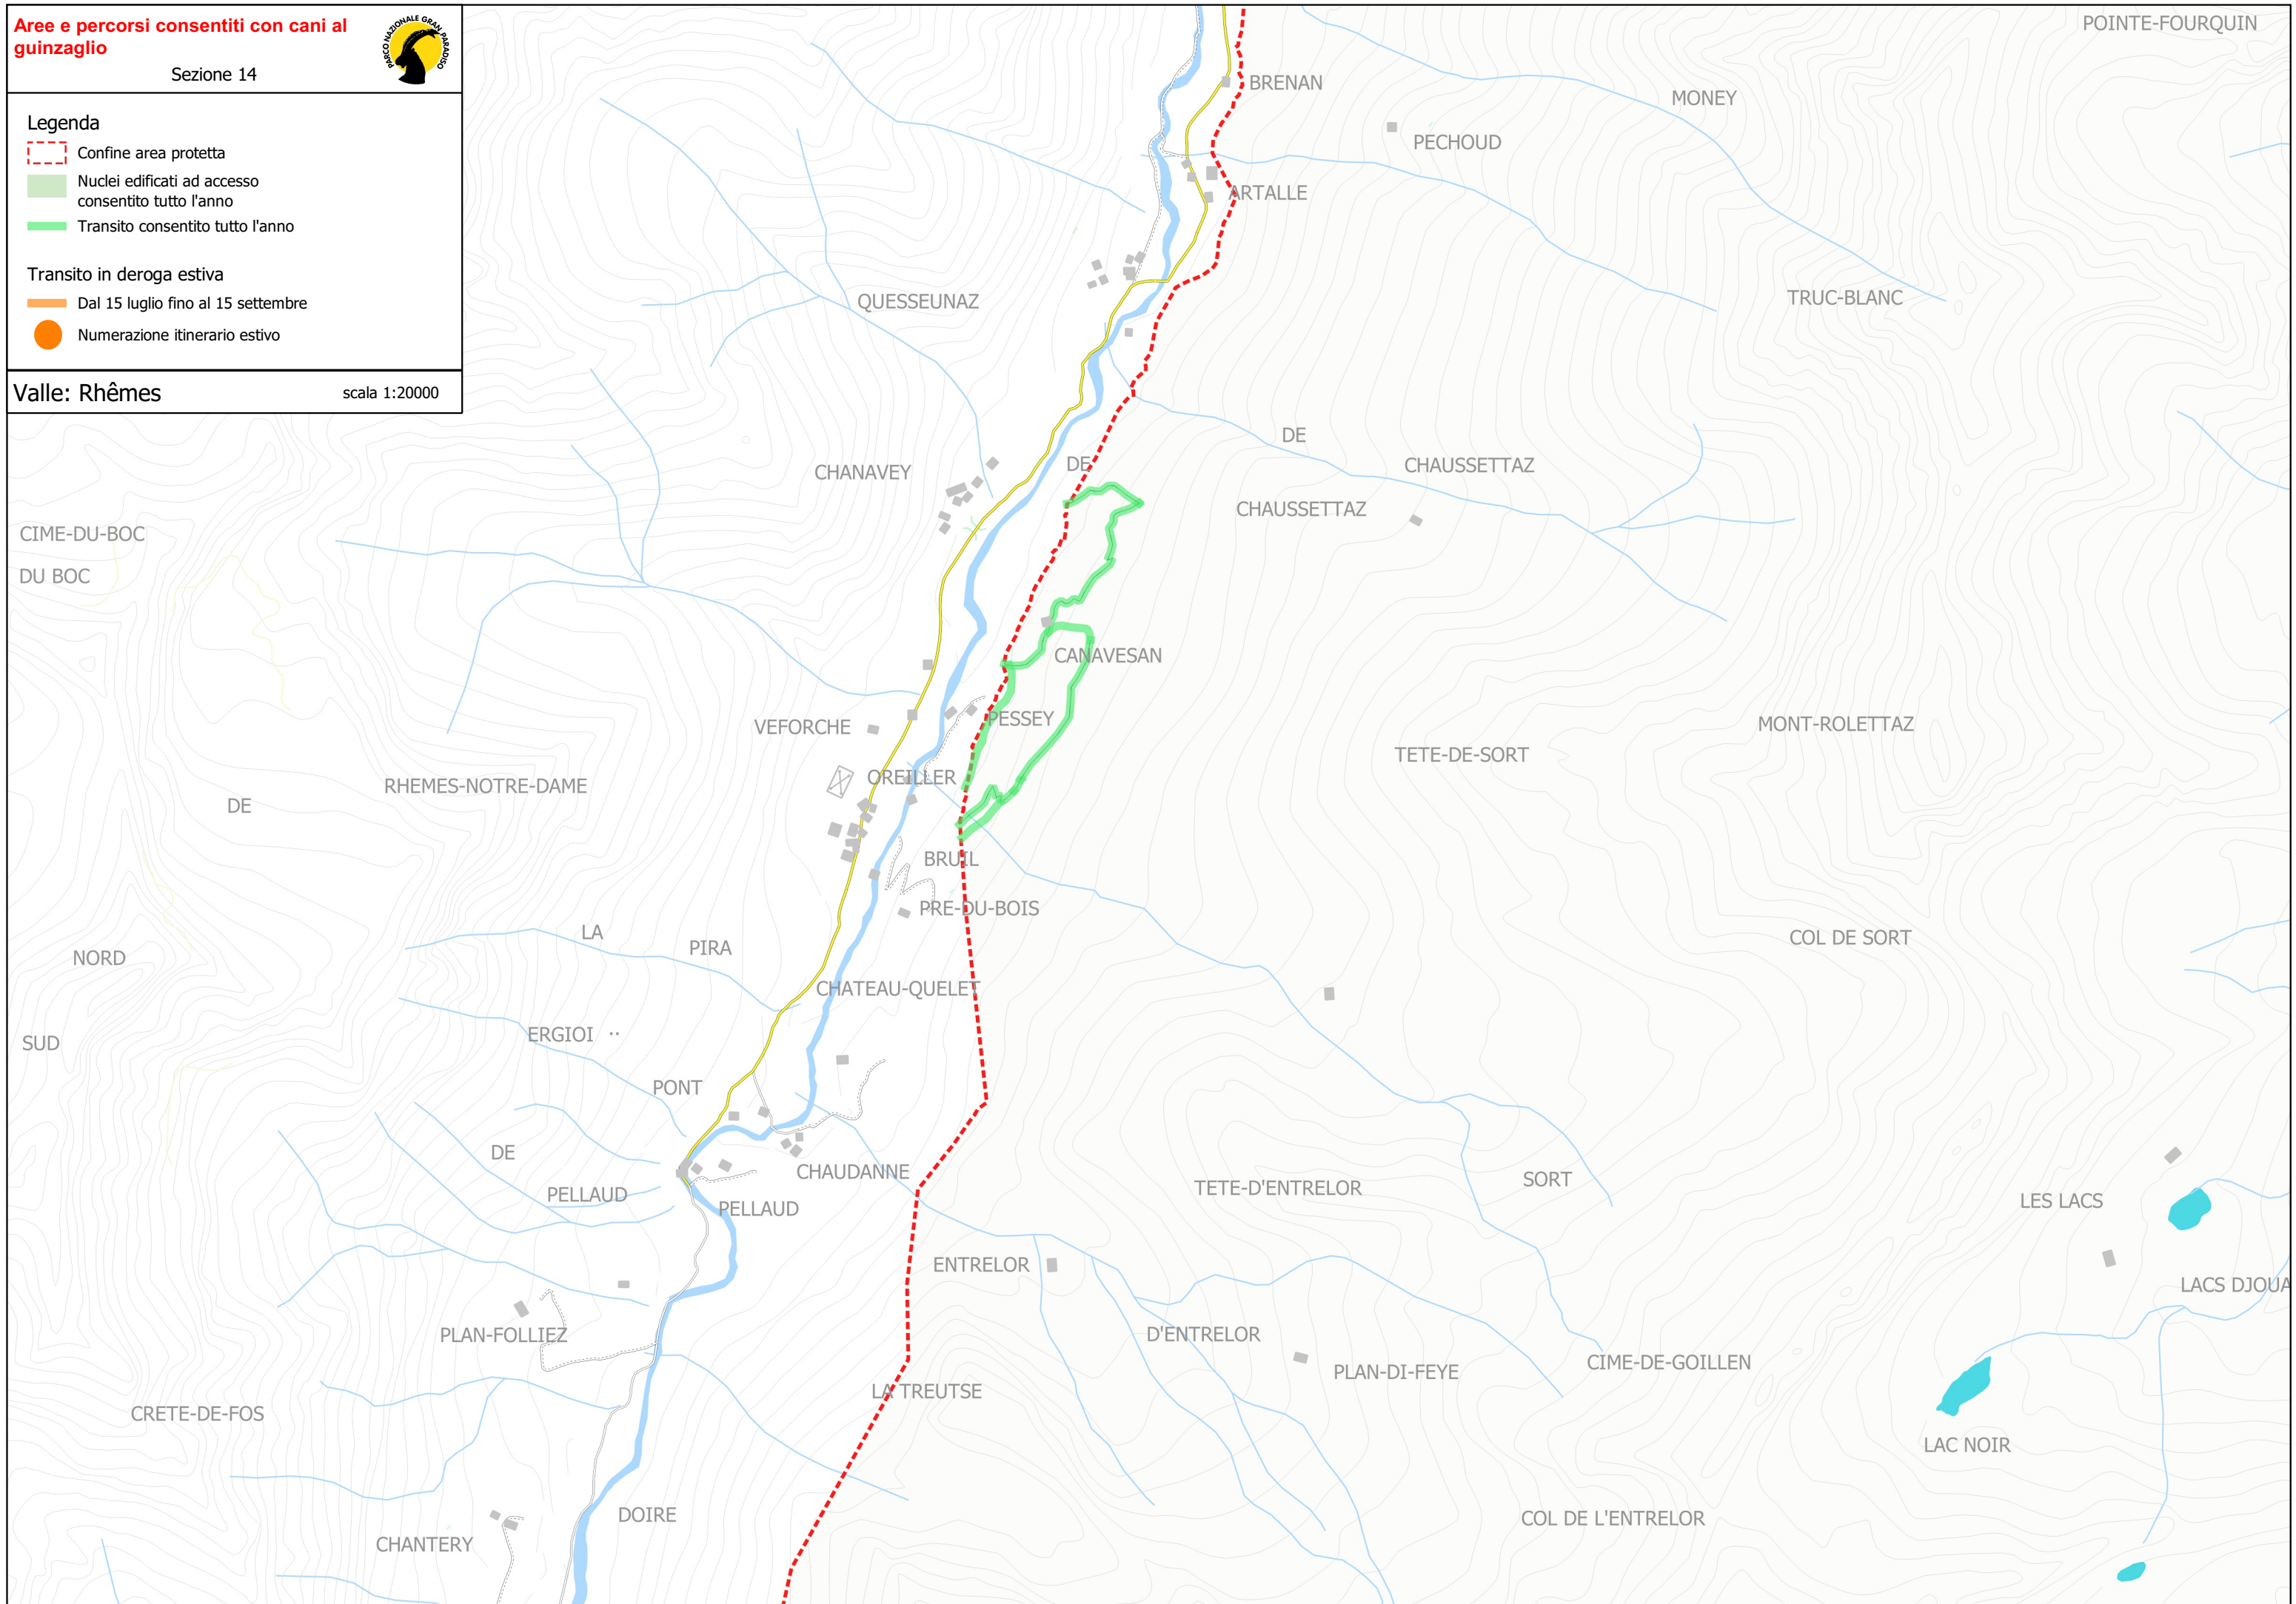 Aree e percorsi consentiti con cani al
guinzaglio
PARCO NAZIONALE GRAN PARADISO
Sezione 14
Legenda
Confine area protetta
Nuclei edificati ad accesso
consentito tutto l'anno
Transito consentito tutto l'anno
Transito in deroga estiva
Dal 15 luglio fino al 15 settembre
Numerazione itinerario estivo
Valle: Rhêmes
scala 1:20000
POINTE-FOURQUIN
BRENAN
MONEY
PECHOUD
ARTALLE
QUESSEUNAZ
TRUC-BLANC
DE
DE
CHAUSSETTAZ
CHANAVEY
CHAUSSETTAZ
CIME-DU-BOC
DU BOC
CANAVESAN
PESSEY
VEFORCHE
MONT-ROLETTAZ
TETE-DE-SORT
OREILLER
RHEMES-NOTRE-DAME
DE
BRUIL
PRE-DU-BOIS
LA
PIRA
COL DE SORT
NORD
CHATEAU-QUELET
ERGIOI
SUD
PONT
DE
CHAUDANNE
SORT
PELLAUD
TETE-D'ENTRELOR
LES LACS
PELLAUD
ENTRELOR
LACS DJOUA
PLAN-FOLLIEZ
D'ENTRELOR
CIME-DE-GOILLEN
PLAN-DI-FEYE
LA TREUTSE
CRETE-DE-FOS
LAC NOIR
DOIRE
COL DE L'ENTRELOR
CHANTERY